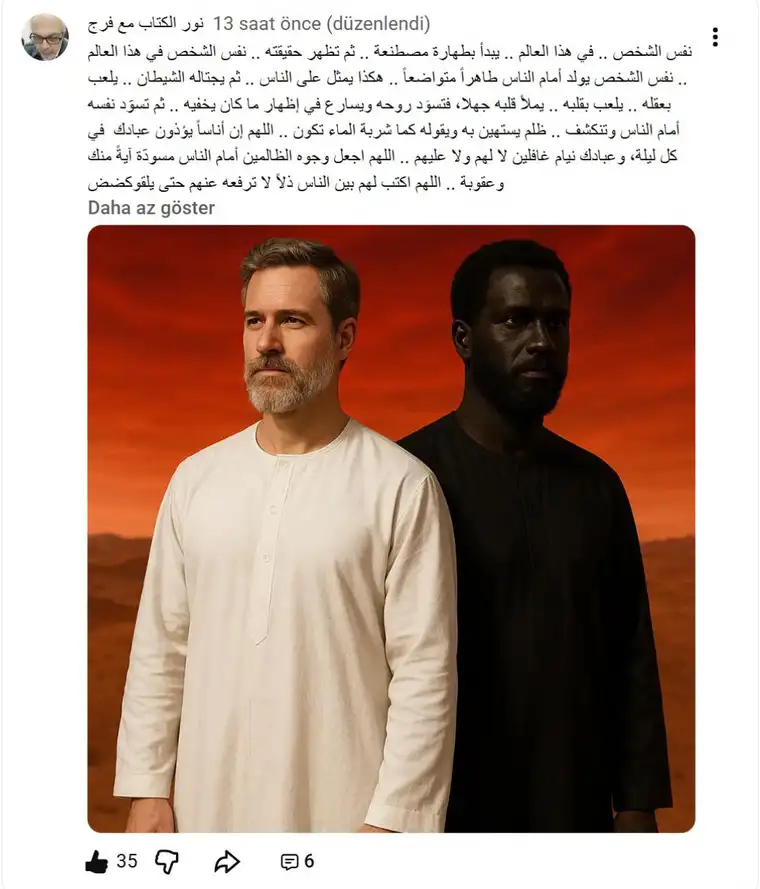 نور الكتاب مع فرج 13 saat önce (düzenlendi)
نفس الشخص .. في هذا العالم .. يبدأ بطهارة مصطنعة .. ثم تظهر حقيقته .. نفس الشخص في هذا العالم
.. نفس الشخص يولد أمام الناس طاهراً متواضعاً .. هكذا يمثل على الناس .. ثم يجتاله الشيطان .. يلعب
بعقله .. يلعب بقلبه .. يملأ قلبه جهلا، فتسوَد روحه ويسارع في إظهار ما كان يخفيه .. ثم تسوَد نفسه
أمام الناس وتنكشف .. ظلم يستهين به ويقوله كما شربة الماء تكون .. اللهم إن أناساً يؤذون عبادك في
كل ليلة، وعبادك نيام غافلين لا لهم ولا عليهم .. اللهم اجعل وجوه الظالمين أمام الناس مسودّة آيةً منك
وعقوبة .. اللهم اكتب لهم بين الناس ذلاً لا ترفعه عنهم حتى يلقوكضض
Daha az göster
35
6